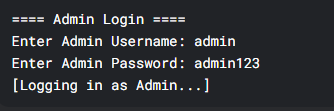 ==== Admin Login ====
Enter Admin Username: admin
Enter Admin Password: admin123
[Logging in as Admin...]